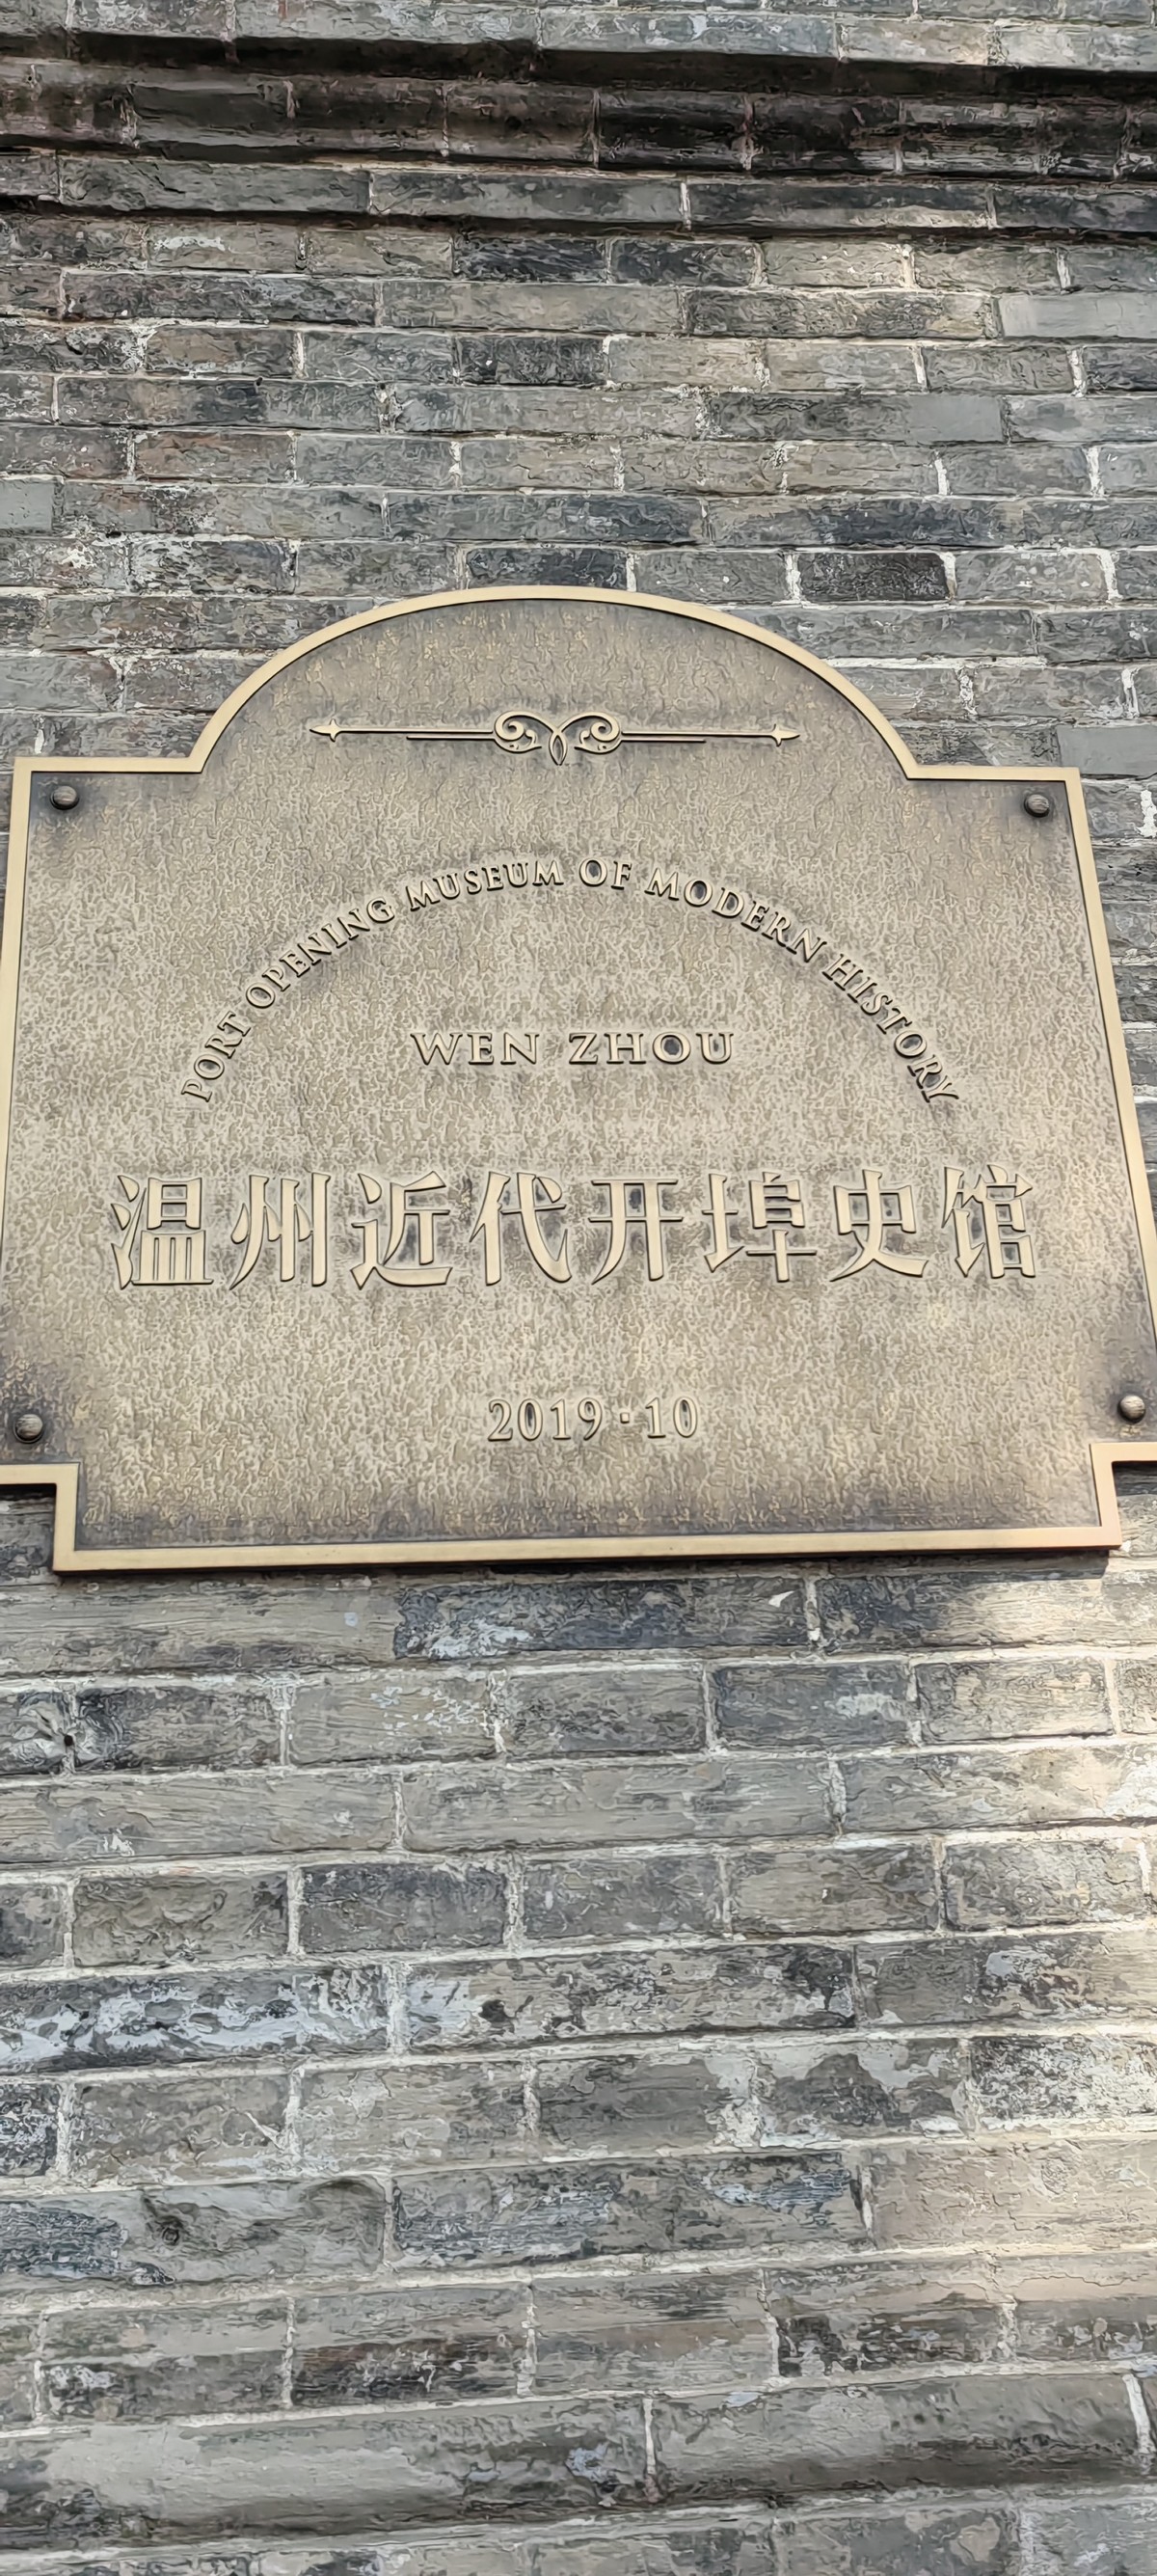 PORT OPENING MUSEUM OF MODERN HISTORY
WEN ZHOU
温州近代开埠史馆
2019·10